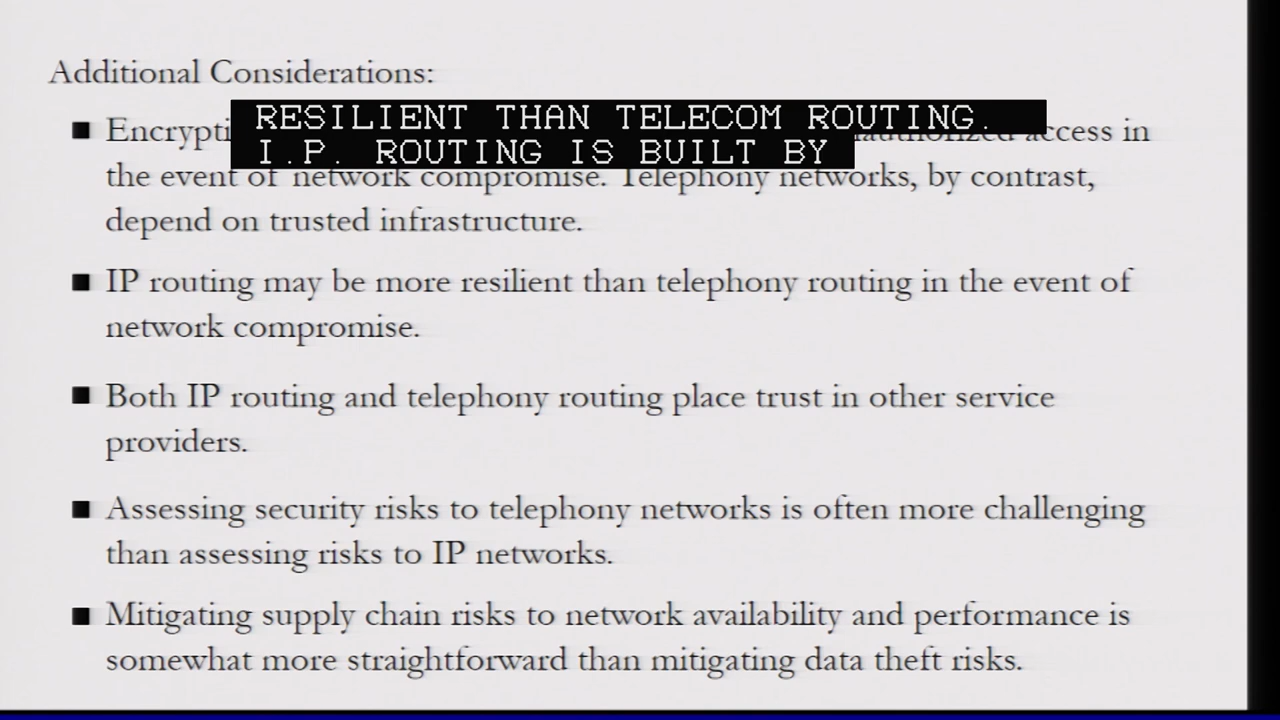 Additional Considerations:
RESILIENT THAN TELECOM ROUTING.
I.P. ROUTING IS BUILT BY
■ Encrypti access in
the event of network compromise. Telephony networks, by contrast,
depend on trusted infrastructure.
■ IP routing may be more resilient than telephony routing in the event of
network compromise.
■ Both IP routing and telephony routing place trust in other service
providers.
■ Assessing security risks to telephony networks is often more challenging
than assessing risks to IP networks.
■ Mitigating supply chain risks to network availability and performance is
somewhat more straightforward than mitigating data theft risks.